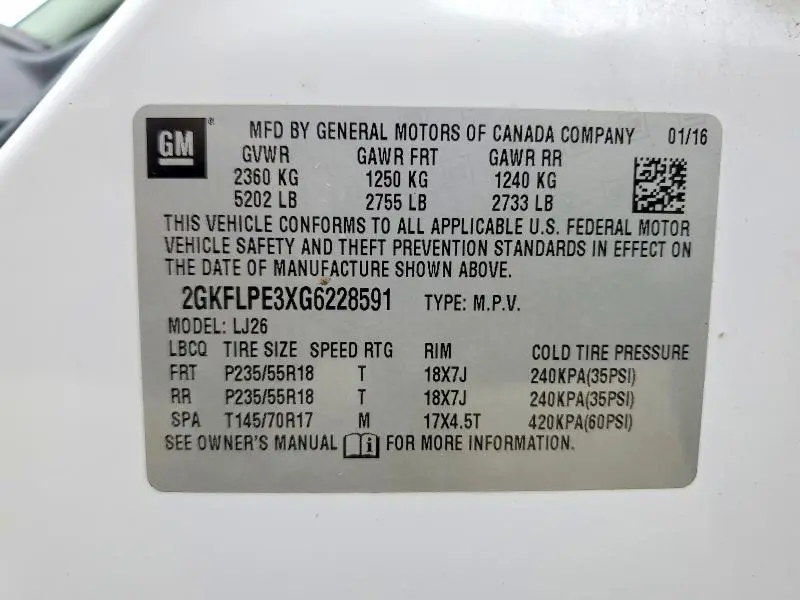 GM ® MFD BY GENERAL MOTORS OF CANADA COMPANY 01/16
GVWR GAWR FRT GAWR RR
2360 KG 1250 KG 1240 KG
5202 LB 2755 LB 2733 LB
THIS VEHICLE CONFORMS TO ALL APPLICABLE U.S. FEDERAL MOTOR
VEHICLE SAFETY AND THEFT PREVENTION STANDARDS IN EFFECT ON
THE DATE OF MANUFACTURE SHOWN ABOVE.
2GKFLPE3XG6228591 TYPE: M.P.V.
MODEL: LJ26
LBCQ TIRE SIZE SPEED RTG RIM COLD TIRE PRESSURE
FRT P235/55R18 T 18X7J 240KPA(35PSI)
RR P235/55R18 T 18X7J 240KPA(35PSI)
SPA T145/70R17 M 17X4.5T 420KPA(60PSI)
SEE OWNER'S MANUAL i FOR MORE INFORMATION.